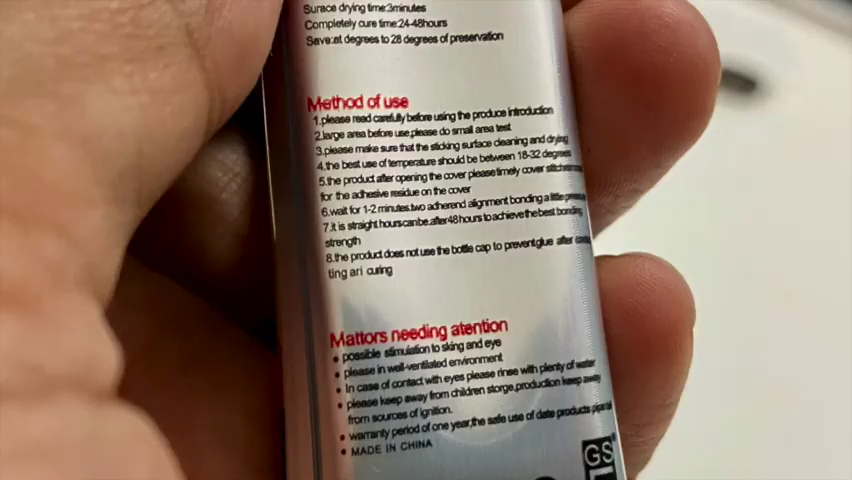 Surace drying time:3minutes
Completely cure time:24-48hours
Save:at degrees to 28 degrees of preservation
Method of use
1.please read carefully before using the produce introduction
2.large area before use,please do small area test
3.please make sure that the sticking surface cleaning and drying
4.the best use of temperature should be between 18-32 degrees
5.the product after opening the cover please timely cover
for the adhesive residue on the cover
6.wait for 1-2 minutes.two adherend alignment bonding a little
7.it is straight hours can be.after 48 hours to achieve the best bonding
strength
8.the product does not use the bottle cap to prevent glue after
ting ari curing
Mattors needing atention
• possible stimulation to sking and eye
• please in well-ventilated environment
• In case of contact with eyes please rinse with plenty of water
• please keep away from children storge,production keep away
from sources of ignition.
• warranty period of one year,the safe use of date products
• MADE IN CHINA
GS